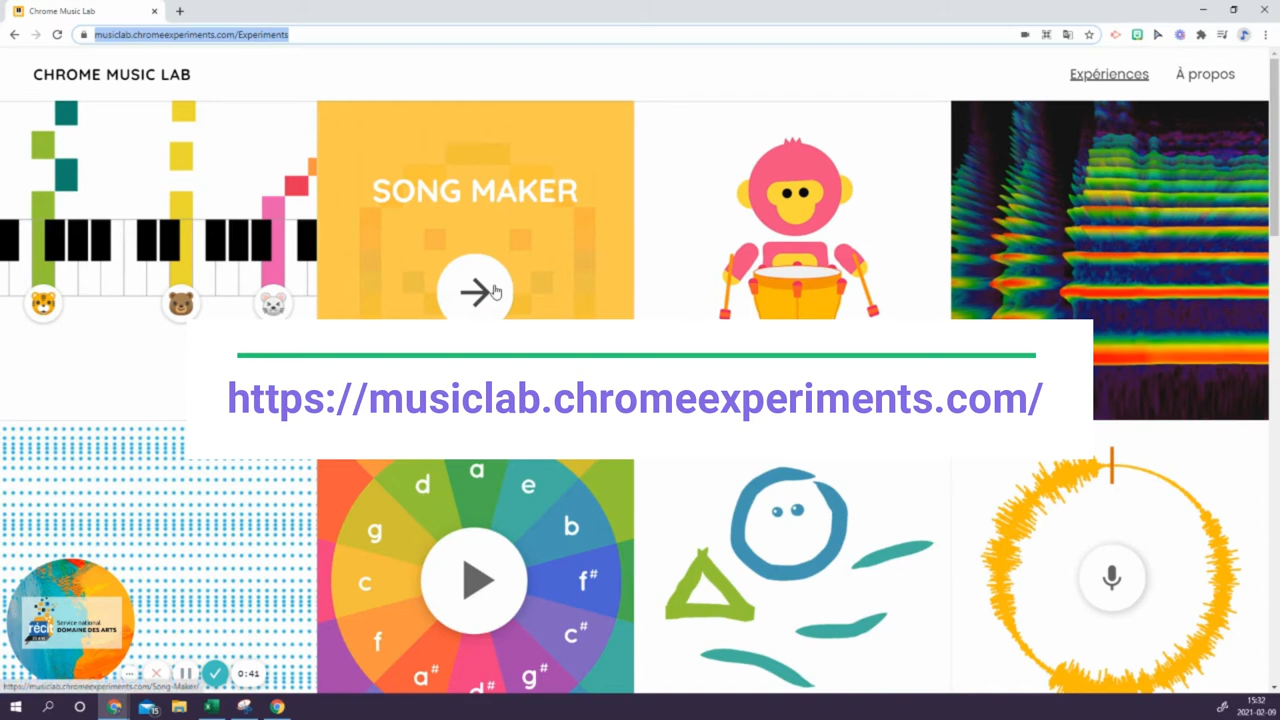 Chrome Music Lab
musiclab.chromeexperiments.com/Experiments
CHROME MUSIC LAB
Expériences
À propos
SONG MAKER
https://musiclab.chromeexperiments.com/
a
d
e
g
b
c
f#
f
c#
a#
g#
d#
récit
Service national
DOMAINE DES ARTS
0:41
https://musiclab.chromeexperiments.com/Song-Maker/
15
15:32
2021-02-09